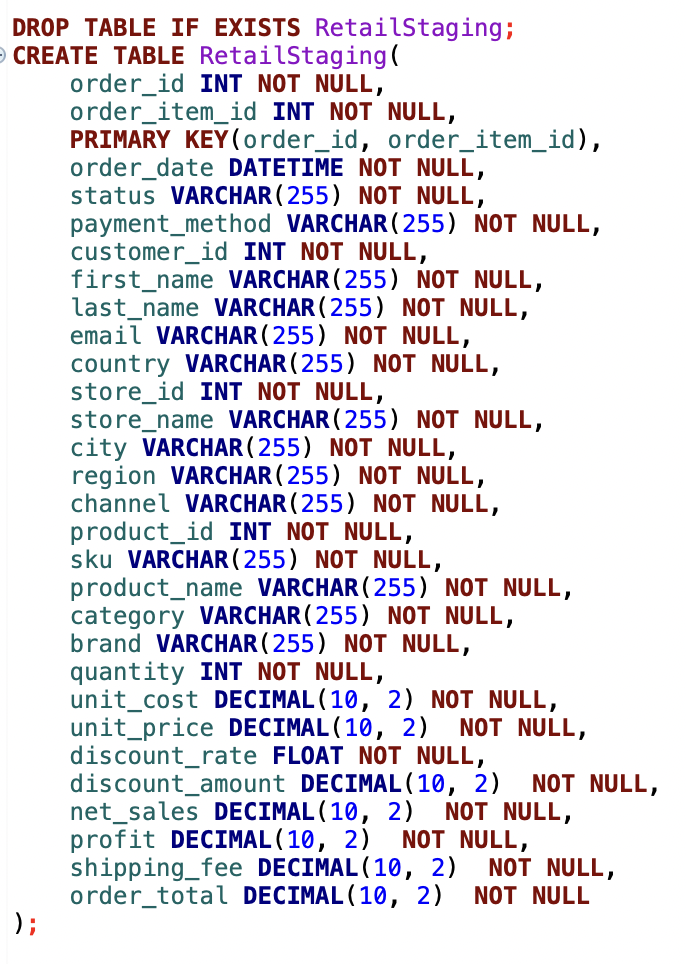 DROP TABLE IF EXISTS RetailStaging;
CREATE TABLE RetailStaging(
    order_id INT NOT NULL,
    order_item_id INT NOT NULL,
    PRIMARY KEY(order_id, order_item_id),
    order_date DATETIME NOT NULL,
    status VARCHAR(255) NOT NULL,
    payment_method VARCHAR(255) NOT NULL,
    customer_id INT NOT NULL,
    first_name VARCHAR(255) NOT NULL,
    last_name VARCHAR(255) NOT NULL,
    email VARCHAR(255) NOT NULL,
    country VARCHAR(255) NOT NULL,
    store_id INT NOT NULL,
    store_name VARCHAR(255) NOT NULL,
    city VARCHAR(255) NOT NULL,
    region VARCHAR(255) NOT NULL,
    channel VARCHAR(255) NOT NULL,
    product_id INT NOT NULL,
    sku VARCHAR(255) NOT NULL,
    product_name VARCHAR(255) NOT NULL,
    category VARCHAR(255) NOT NULL,
    brand VARCHAR(255) NOT NULL,
    quantity INT NOT NULL,
    unit_cost DECIMAL(10, 2) NOT NULL,
    unit_price DECIMAL(10, 2)  NOT NULL,
    discount_rate FLOAT NOT NULL,
    discount_amount DECIMAL(10, 2)  NOT NULL,
    net_sales DECIMAL(10, 2)  NOT NULL,
    profit DECIMAL(10, 2)  NOT NULL,
    shipping_fee DECIMAL(10, 2)  NOT NULL,
    order_total DECIMAL(10, 2)  NOT NULL
);